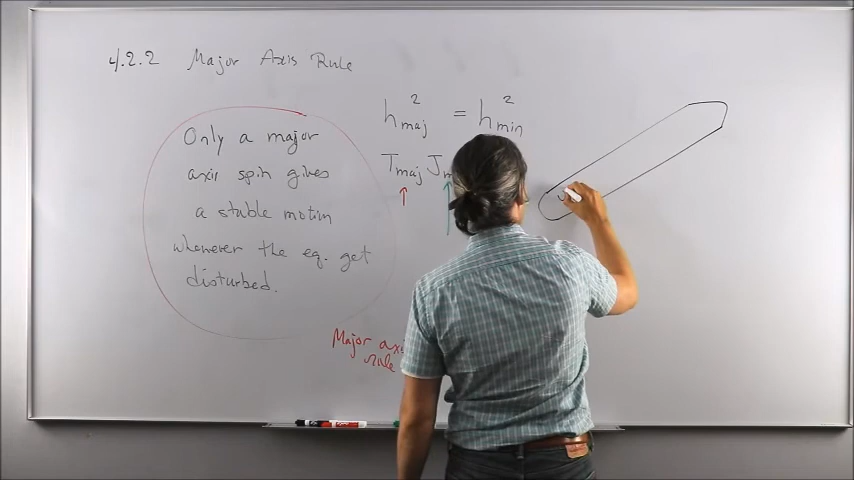 4.2.2 Major Axis Rule
h²maj = h²min
Only a major
axis spin gives
a stable motion
whenever the eq. get
disturbed.
Tmaj J
Major
rule